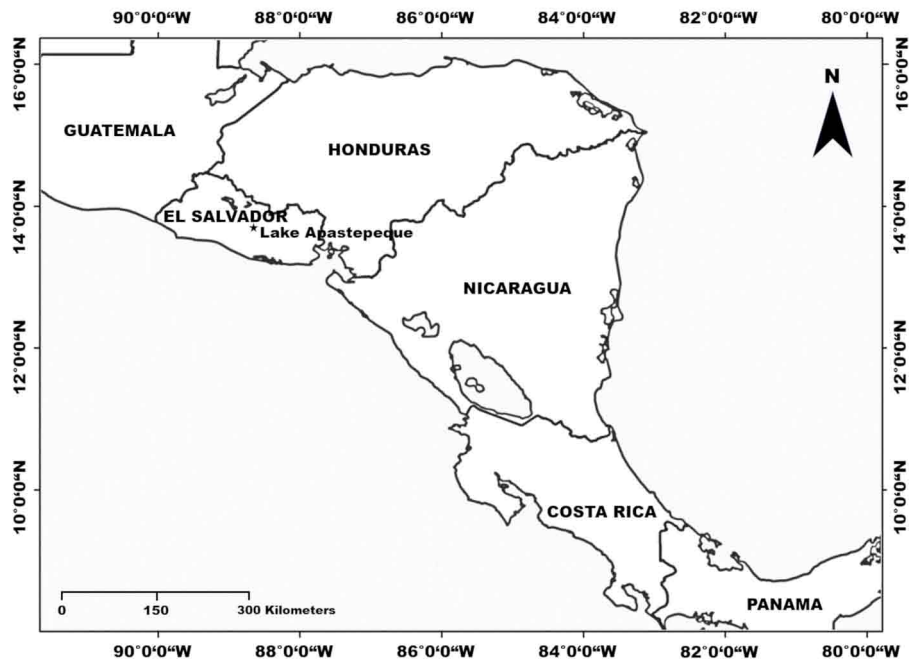 90°0'0"W 88°0'0"W 86°0'0"W 84°0'0"W 82°0'0"W 80°0'0"W
16°0'0"N 16°0'0"N
N
GUATEMALA
HONDURAS
14°0'0"N 14°0'0"N
EL SALVADOR
Lake Apastepeque
NICARAGUA
12°0'0"N 12°0'0"N
10°0'0"N 10°0'0"N
COSTA RICA
PANAMA
0 150 300 Kilometers
90°0'0"W 88°0'0"W 86°0'0"W 84°0'0"W 82°0'0"W 80°0'0"W